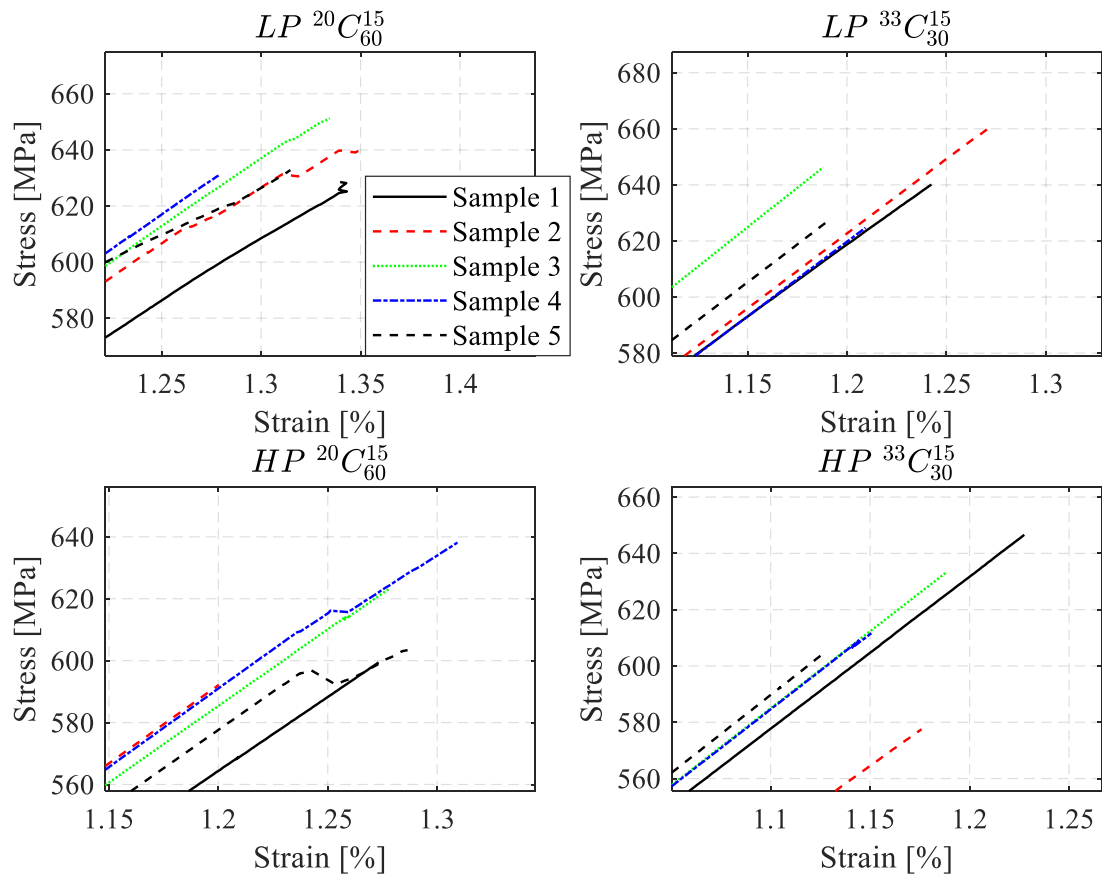 LP ²⁰C₆₀¹⁵
660
640
620
600
580
Stress [MPa]
1.25
1.3
1.35
1.4
Strain [%]
Sample 1
Sample 2
Sample 3
Sample 4
Sample 5
LP ³³C₃₀¹⁵
680
660
640
620
600
580
Stress [MPa]
1.15
1.2
1.25
1.3
Strain [%]
HP ²⁰C₆₀¹⁵
640
620
600
580
560
Stress [MPa]
1.15
1.2
1.25
1.3
Strain [%]
HP ³³C₃₀¹⁵
660
640
620
600
580
560
Stress [MPa]
1.1
1.15
1.2
1.25
Strain [%]